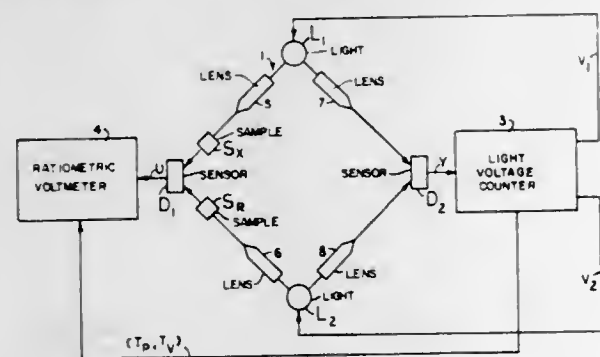 L1
LIGHT
1
LENS
5
LENS
7
V1
4
RATIOMETRIC
VOLTMETER
U
SAMPLE
SX
SENSOR
D1
SR
SAMPLE
SENSOR
Y
D2
3
LIGHT
VOLTAGE
COUNTER
6
LENS
8
LENS
LIGHT
L2
V2
(TP, TV)